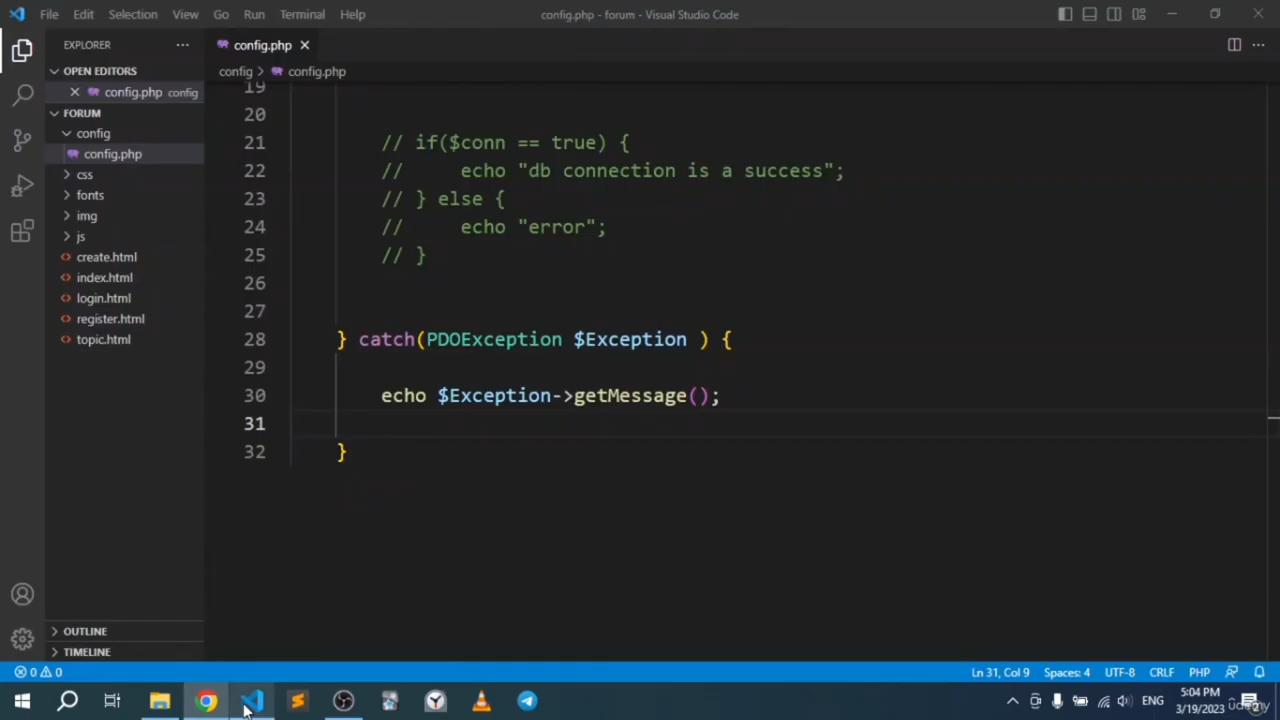 File Edit Selection View Go Run Terminal Help config.php - forum - Visual Studio Code
EXPLORER
config.php
OPEN EDITORS
config > config.php
config.php config
FORUM
config
config.php
css
fonts
img
js
create.html
index.html
login.html
register.html
topic.html
19
20
21 // if($conn == true) {
22 //     echo "db connection is a success";
23 // } else {
24 //     echo "error";
25 // }
26
27
28 } catch(PDOException $Exception ) {
29
30 echo $Exception->getMessage();
31
32 }
OUTLINE
TIMELINE
0 0 Ln 31, Col 9 Spaces: 4 UTF-8 CRLF PHP
ENG
5:04 PM
3/19/2023
udemy